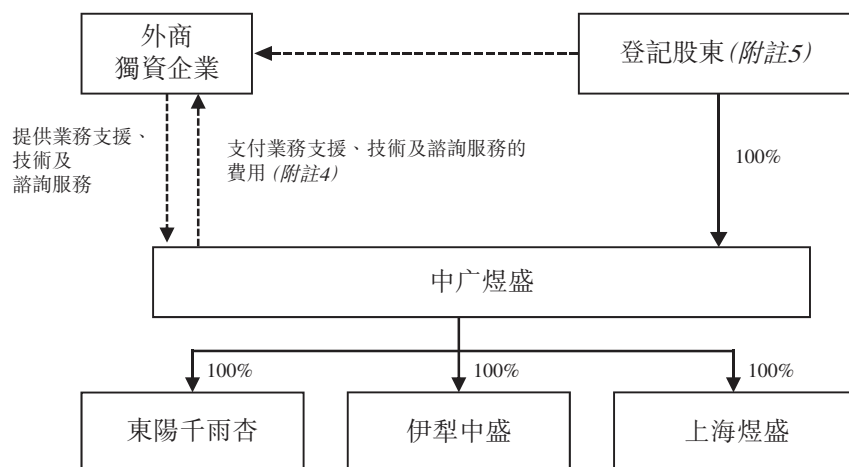 外商
獨資企業
登記股東(附註5)
提供業務支援、
技術及
諮詢服務
支付業務支援、技術及諮詢服務的
費用(附註4)
100%
中广煜盛
100%
100%
100%
東陽千雨杏
伊犁中盛
上海煜盛